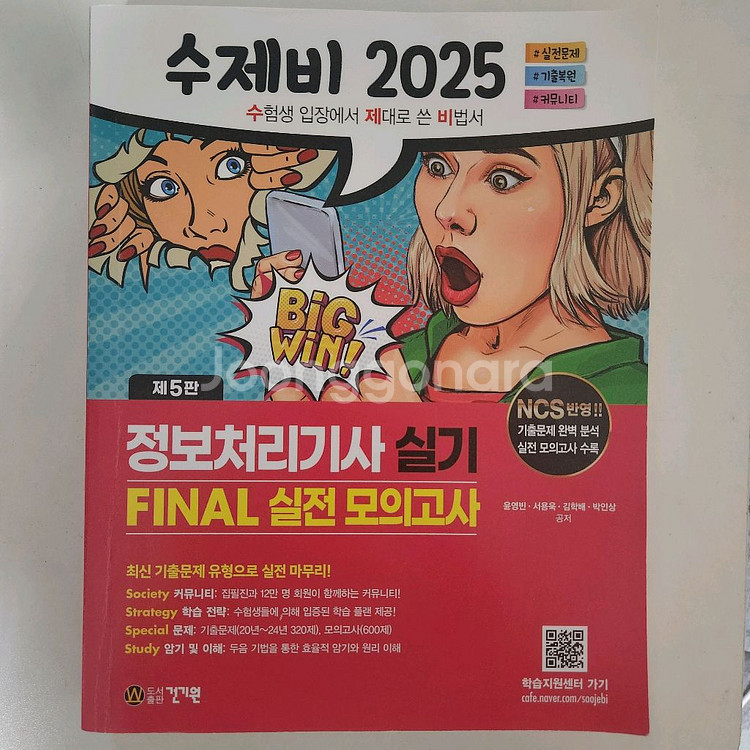 수제비 2025
#실전문제
#기출복원
#커뮤니티
수험생 입장에서 제대로 쓴 비법서
BIG
WIN!
Joonggonara
제5판
NCS반영!!
기출문제 완벽 분석
실전 모의고사 수록
정보처리기사 실기
FINAL 실전 모의고사
윤영빈·서용욱·김학배·박인상
공저
최신 기출문제 유형으로 실전 마무리!
Society 커뮤니티: 집필진과 12만 명 회원이 함께하는 커뮤니티!
Strategy 학습 전략: 수험생들에 의해 입증된 학습 플랜 제공!
Special 문제: 기출문제(20년~24년 320제), 모의고사(600제)
Study 암기 및 이해: 두음 기법을 통한 효율적 암기와 원리 이해
도서
출판
건기원
학습지원센터 가기
cafe.naver.com/soojebi